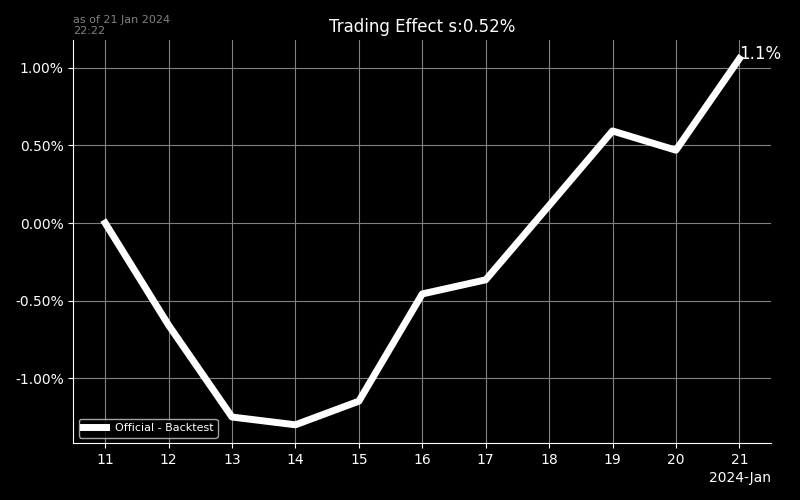 as of 21 Jan 2024
22:22
Trading Effect s:0.52%
1.1%
1.00%
0.50%
0.00%
-0.50%
-1.00%
Official - Backtest
11 12 13 14 15 16 17 18 19 20 21
2024-Jan